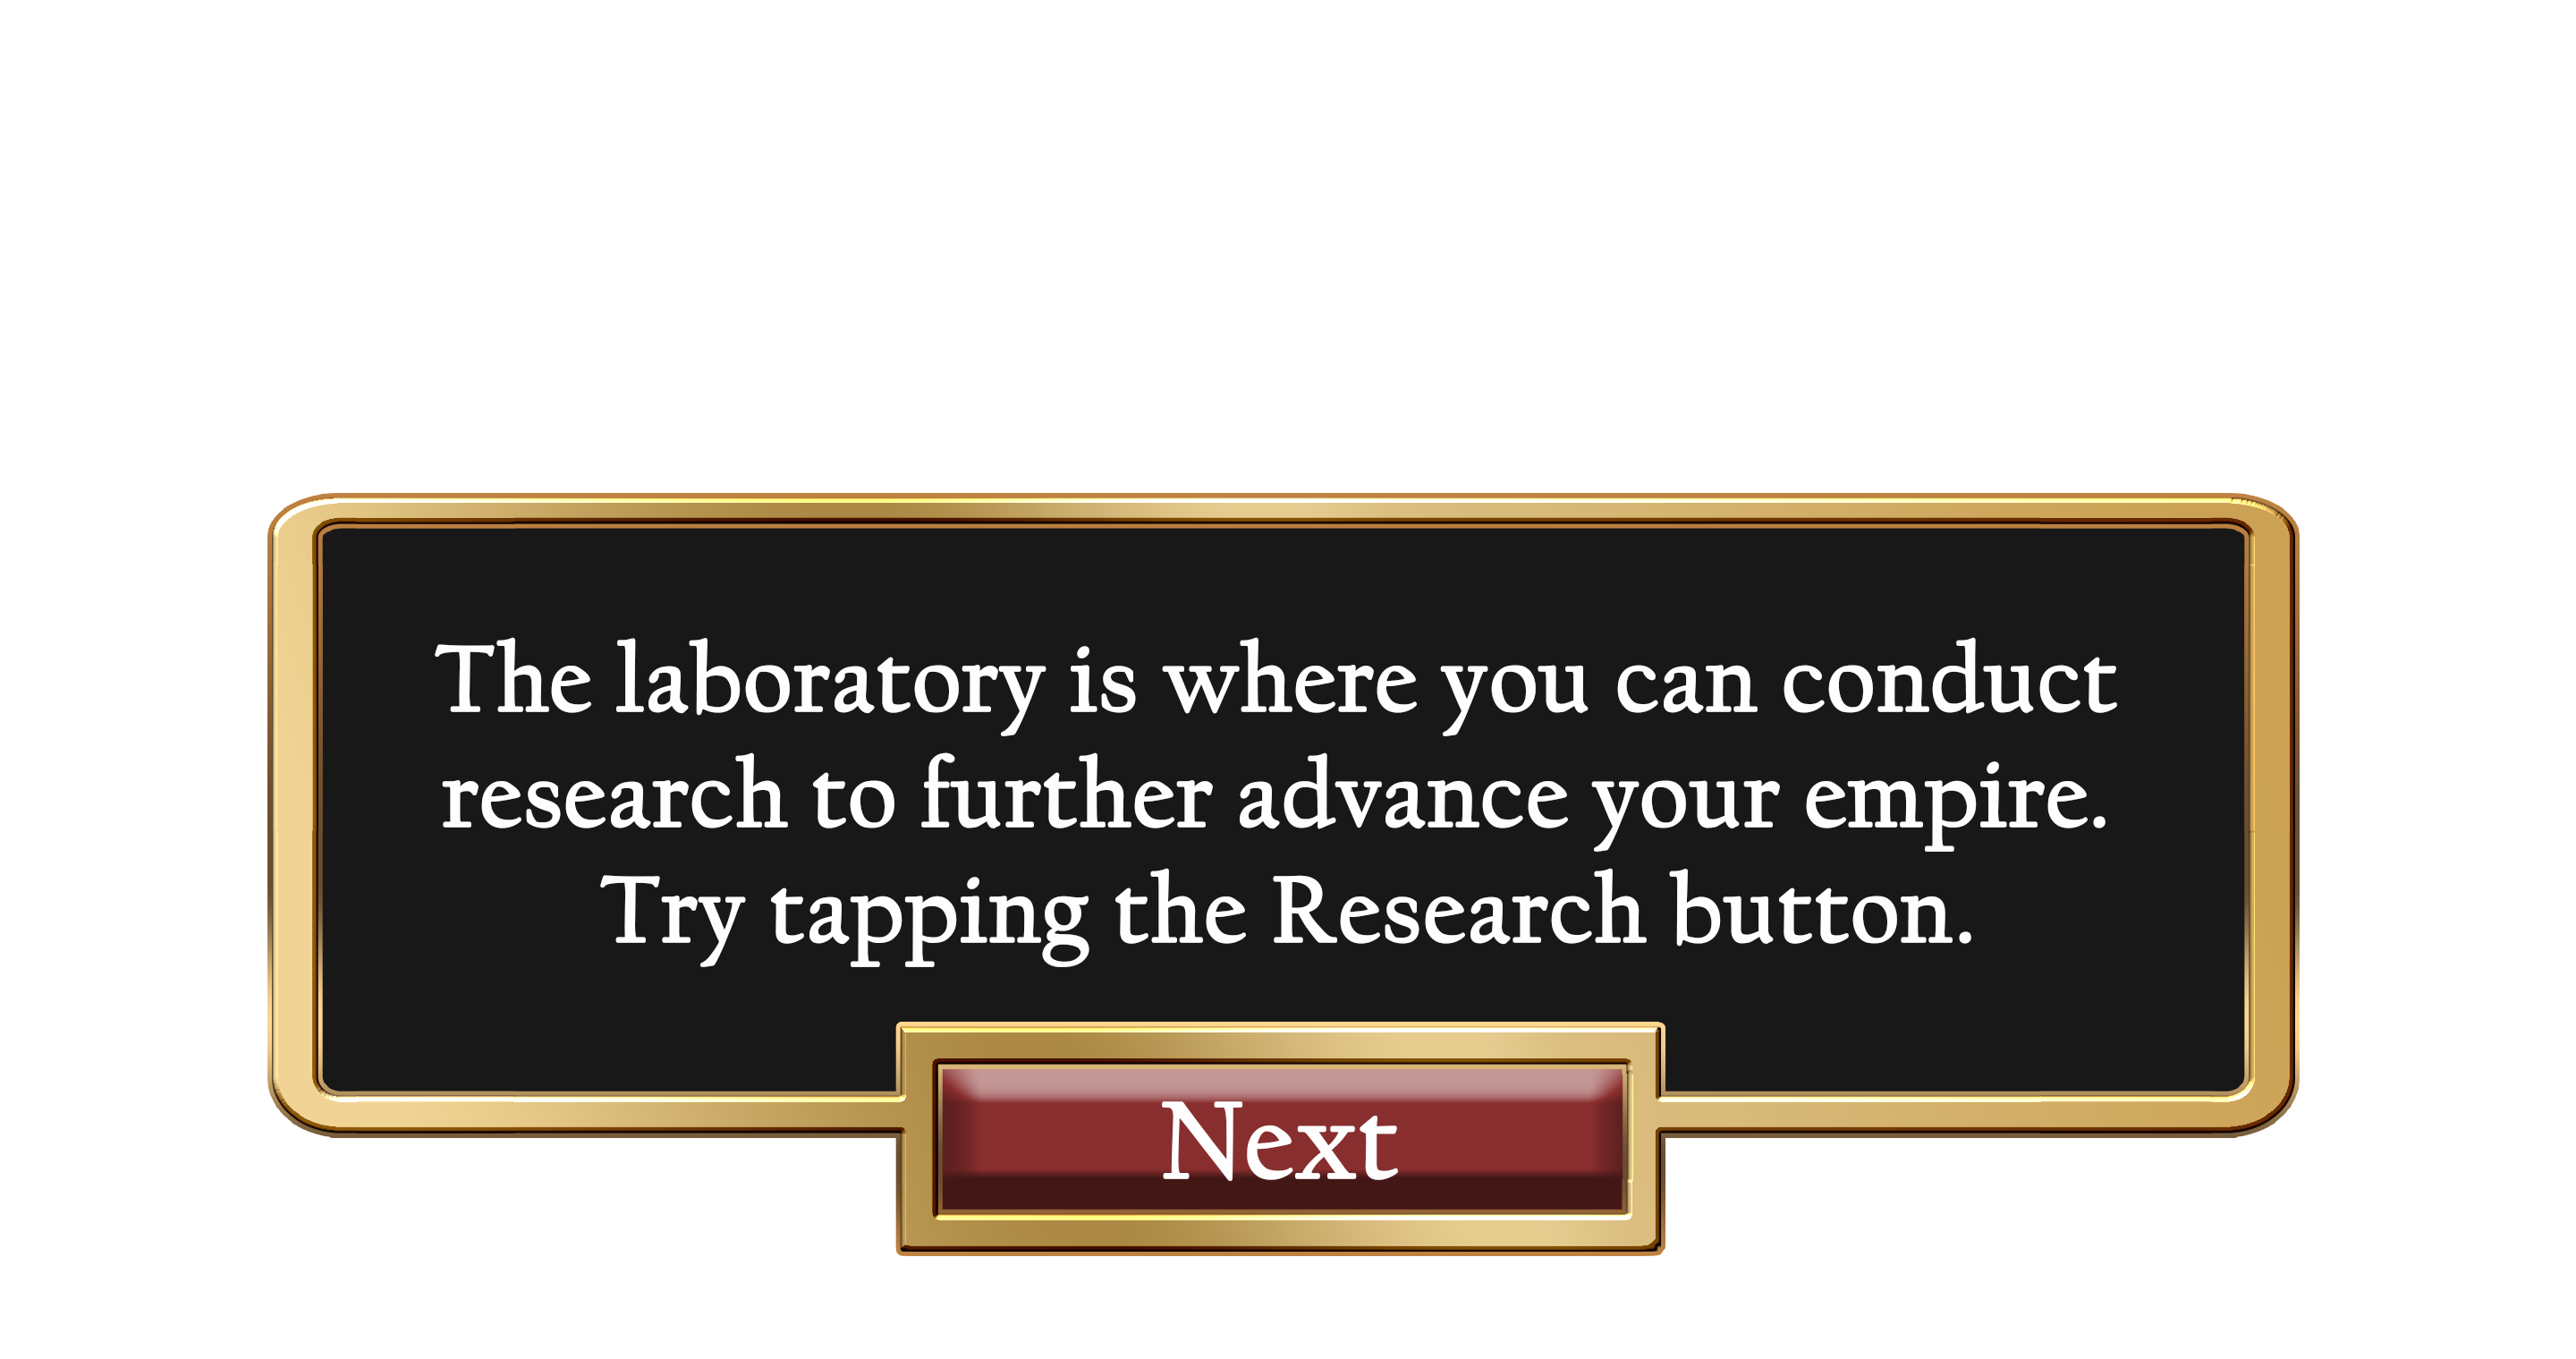 The laboratory is where you can conduct
research to further advance your empire.
Try tapping the Research button.
Next